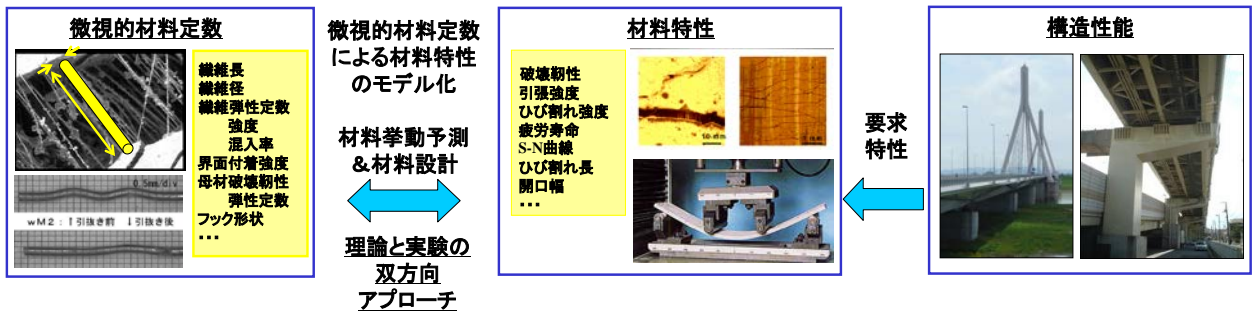 微視的材料定数
繊維長
繊維径
繊維弾性定数
強度
混入率
界面付着強度
母材破壊靭性
弾性定数
フック形状
…
0.5mm/div
wM2：↑引抜き前 ↓引抜き後
微視的材料定数
による材料特性
のモデル化
材料挙動予測
＆材料設計
理論と実験の
双方向
アプローチ
材料特性
破壊靭性
引張強度
ひび割れ強度
疲労寿命
S-N曲線
ひび割れ長
開口幅
…
要求
特性
構造性能